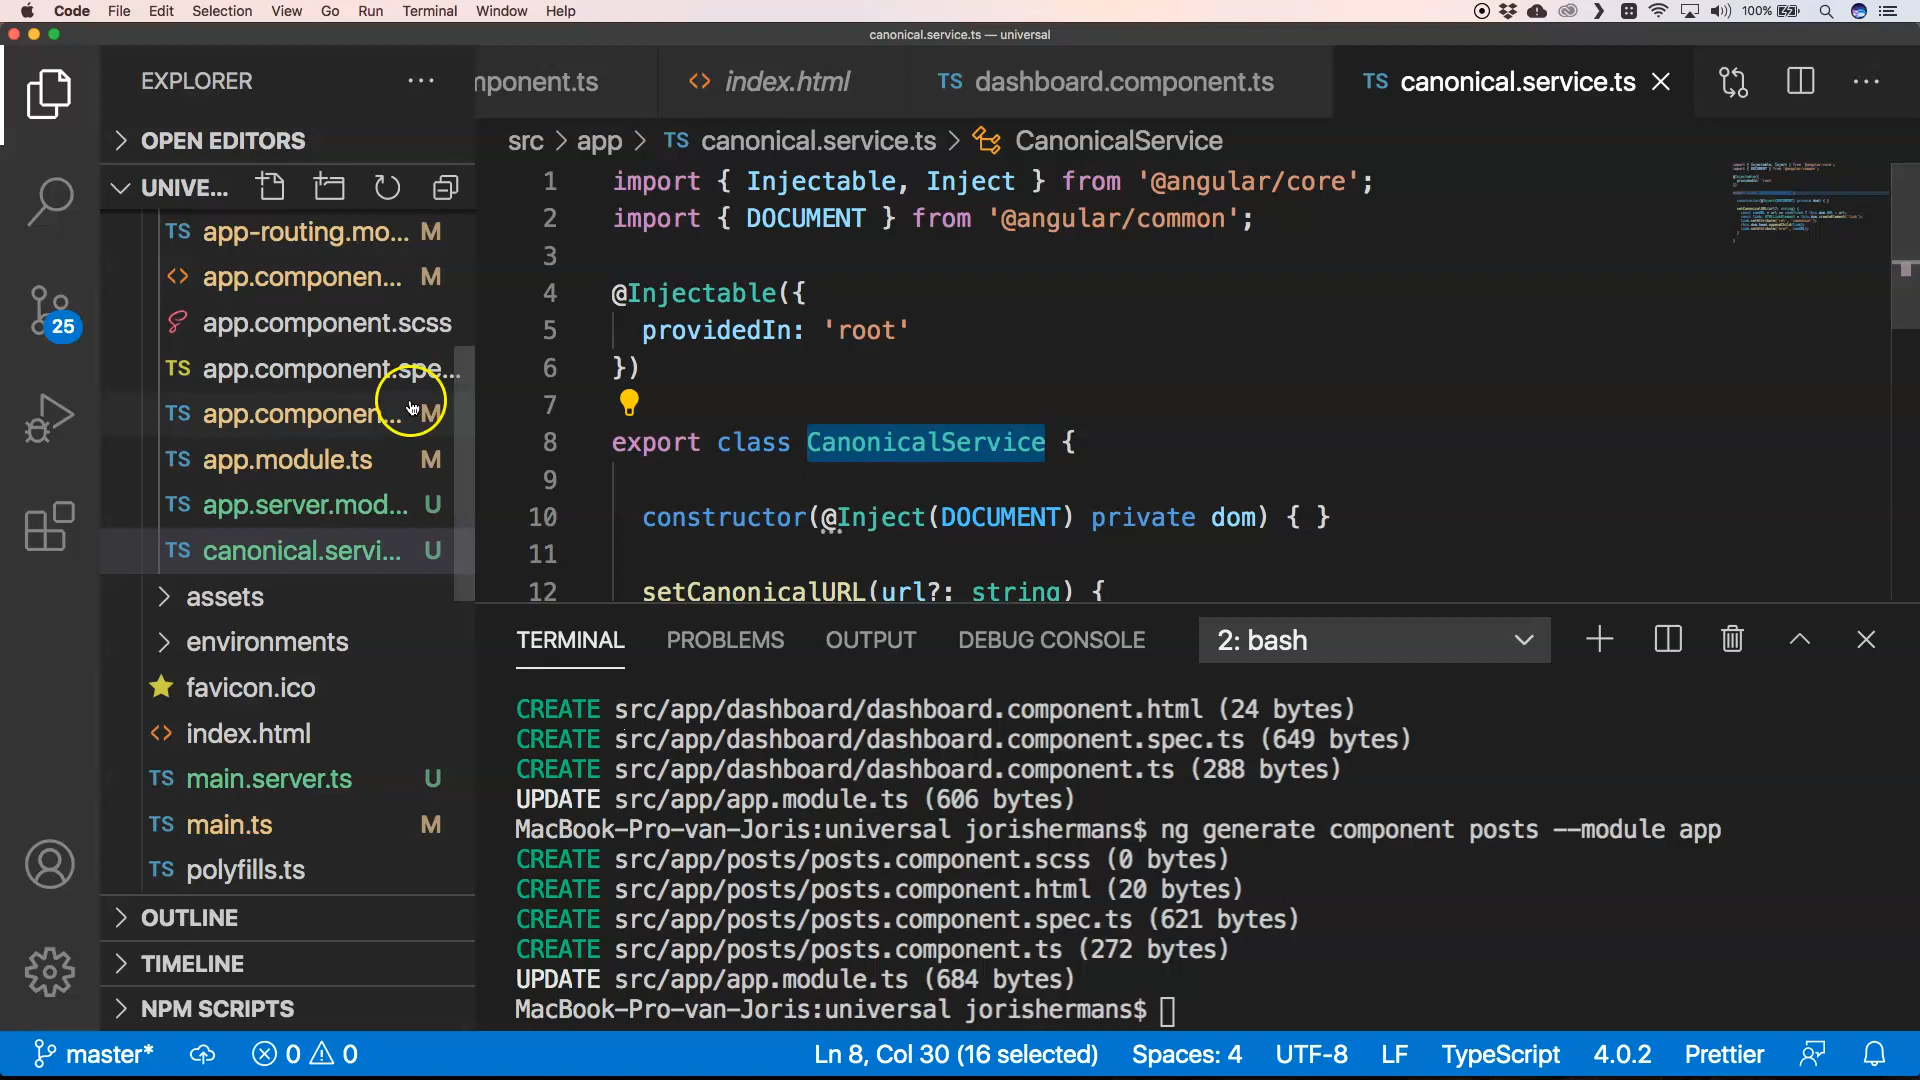 Code File Edit Selection View Go Run Terminal Window Help 100%
canonical.service.ts — universal
EXPLORER
mponent.ts
index.html
TS dashboard.component.ts
TS canonical.service.ts
OPEN EDITORS
src > app > TS canonical.service.ts > CanonicalService
UNIVE...
TS app-routing.mo... M
<> app.componen... M
app.component.scss
TS app.component.spe...
TS app.componen... M
TS app.module.ts M
TS app.server.mod... U
TS canonical.servi... U
assets
environments
favicon.ico
<> index.html
TS main.server.ts U
TS main.ts M
TS polyfills.ts
OUTLINE
TIMELINE
NPM SCRIPTS
25
1 import { Injectable, Inject } from '@angular/core';
2 import { DOCUMENT } from '@angular/common';
3
4 @Injectable({
5 providedIn: 'root'
6 })
7
8 export class CanonicalService {
9
10 constructor(@Inject(DOCUMENT) private dom) { }
11
12 setCanonicalURL(url?: string) {
TERMINAL PROBLEMS OUTPUT DEBUG CONSOLE 2: bash
CREATE src/app/dashboard/dashboard.component.html (24 bytes)
CREATE src/app/dashboard/dashboard.component.spec.ts (649 bytes)
CREATE src/app/dashboard/dashboard.component.ts (288 bytes)
UPDATE src/app/app.module.ts (606 bytes)
MacBook-Pro-van-Joris:universal jorishermans$ ng generate component posts --module app
CREATE src/app/posts/posts.component.scss (0 bytes)
CREATE src/app/posts/posts.component.html (20 bytes)
CREATE src/app/posts/posts.component.spec.ts (621 bytes)
CREATE src/app/posts/posts.component.ts (272 bytes)
UPDATE src/app/app.module.ts (684 bytes)
MacBook-Pro-van-Joris:universal jorishermans$
master* 0 0 Ln 8, Col 30 (16 selected) Spaces: 4 UTF-8 LF TypeScript 4.0.2 Prettier